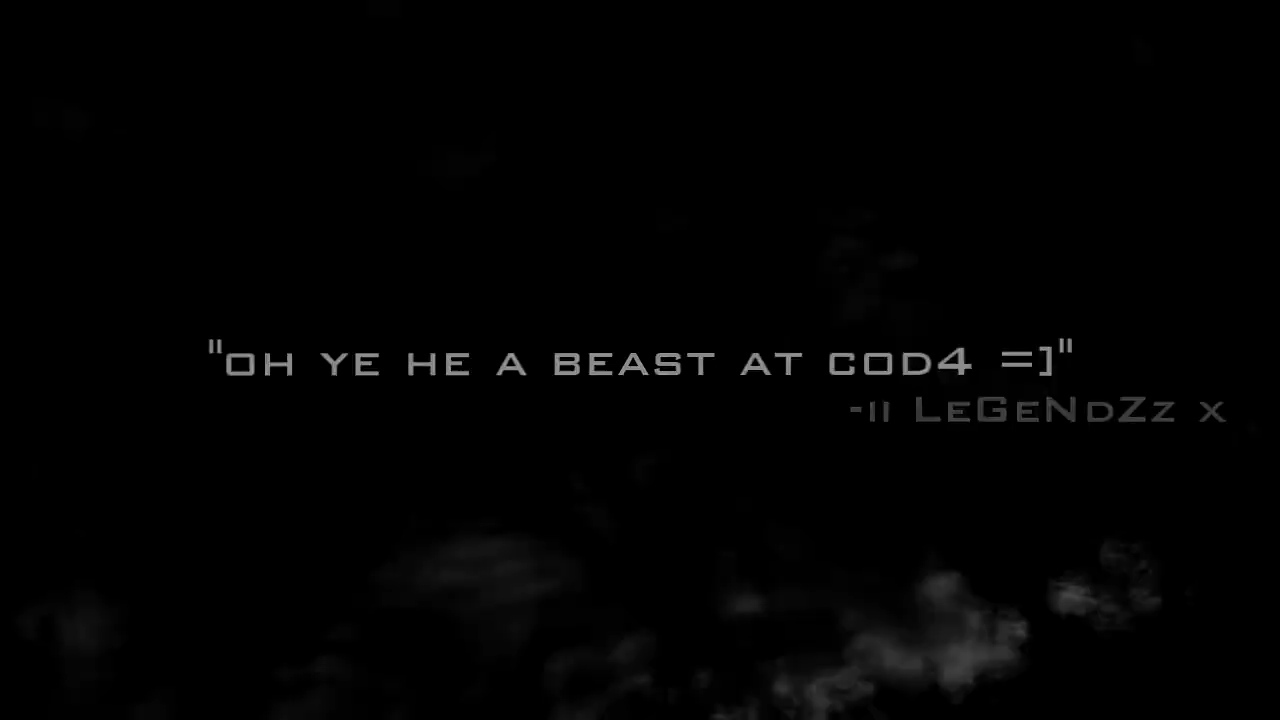 "OH YE HE A BEAST AT COD4 =]"
-II LeGeNdZz x